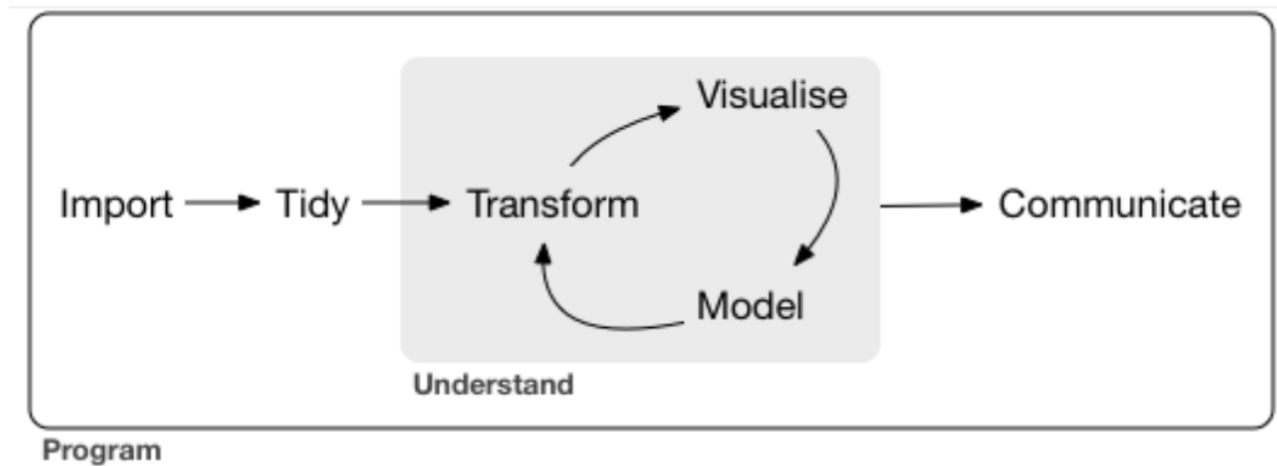 Visualise
Import Tidy Transform Communicate
Model
Understand
Program